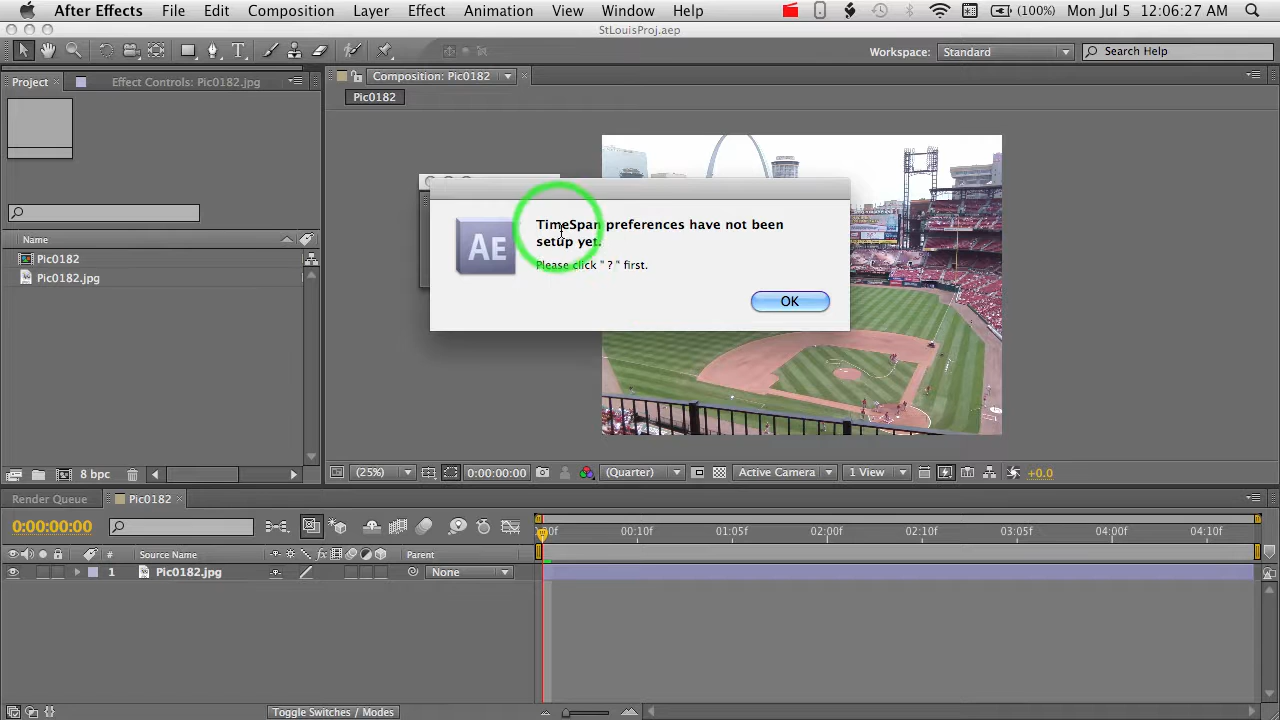 After Effects File Edit Composition Layer Effect Animation View Window Help (100%) Mon Jul 5 12:06:27 AM
StLouisProj.aep
Workspace: Standard Search Help
Project Effect Controls: Pic0182.jpg Composition: Pic0182
Pic0182
TimeSpan preferences have not been
setup yet.
Please click " ? " first.
AE
OK
Name
Pic0182
Pic0182.jpg
8 bpc (25%) 0:00:00:00 (Quarter) Active Camera 1 View +0.0
Render Queue Pic0182
0:00:00:00
00f 00:10f 01:05f 02:00f 02:10f 03:05f 04:00f 04:10f
# Source Name fx Parent
1 Pic0182.jpg None
Toggle Switches / Modes